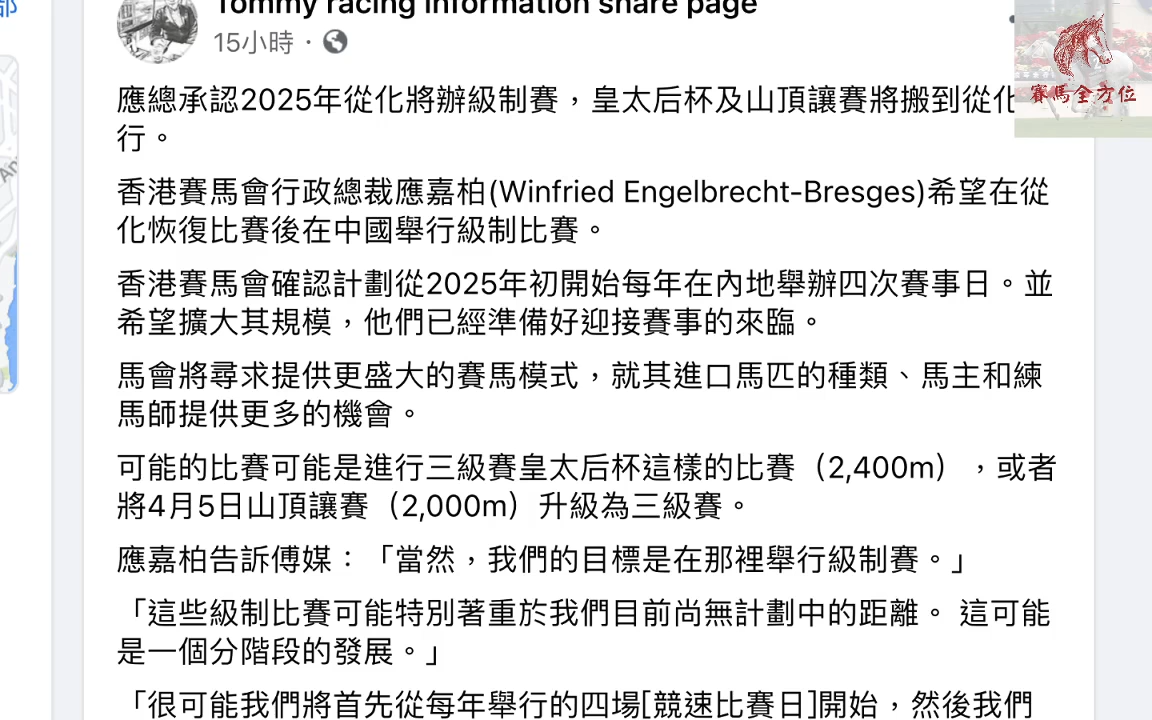 部
Tommy racing information share page
15小時
賽馬全方位
應總承認2025年從化將辦級制賽，皇太后杯及山頂讓賽將搬到從化
行。
香港賽馬會行政總裁應嘉柏(Winfried Engelbrecht-Bresges)希望在從
化恢復比賽後在中國舉行級制比賽。
香港賽馬會確認計劃從2025年初開始每年在內地舉辦四次賽事日。並
希望擴大其規模，他們已經準備好迎接賽事的來臨。
馬會將尋求提供更盛大的賽馬模式，就其進口馬匹的種類、馬主和練
馬師提供更多的機會。
可能的比賽可能是進行三級賽皇太后杯這樣的比賽（2,400m），或者
將4月5日山頂讓賽（2,000m）升級為三級賽。
應嘉柏告訴傅媒：「當然，我們的目標是在那裡舉行級制賽。」
「這些級制比賽可能特別著重於我們目前尚無計劃中的距離。 這可能
是一個分階段的發展。」
「很可能我們將首先從每年舉行的四場[競速比賽日]開始，然後我們